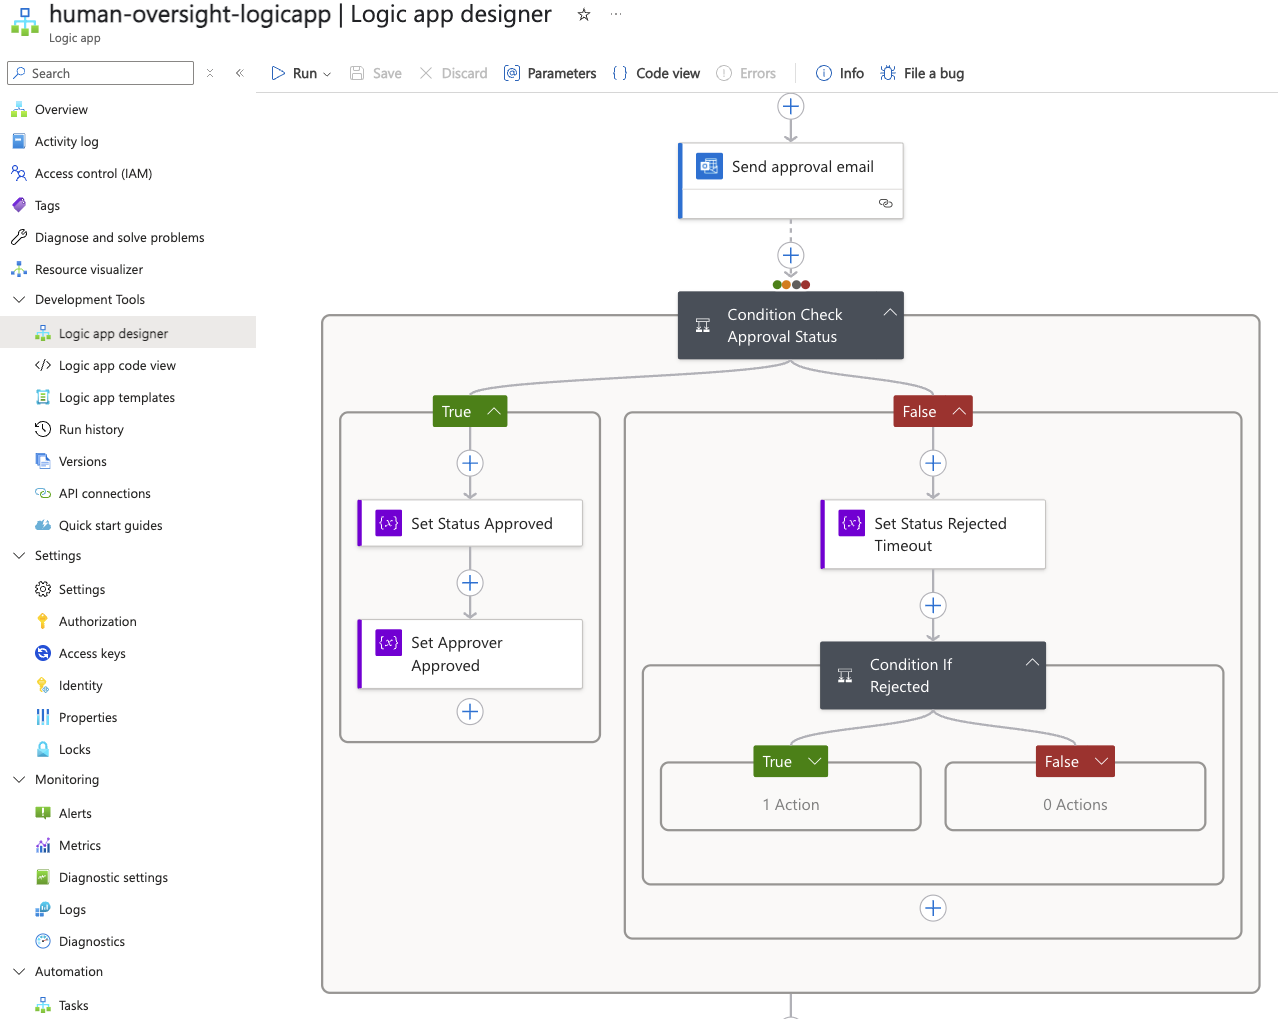 human-oversight-logicapp | Logic app designer
Logic app
Search
Run
Save
Discard
Parameters
Code view
Errors
Info
File a bug
Overview
Activity log
Access control (IAM)
Tags
Diagnose and solve problems
Resource visualizer
Development Tools
Logic app designer
Logic app code view
Logic app templates
Run history
Versions
API connections
Quick start guides
Settings
Settings
Authorization
Access keys
Identity
Properties
Locks
Monitoring
Alerts
Metrics
Diagnostic settings
Logs
Diagnostics
Automation
Tasks
Send approval email
Condition Check
Approval Status
True
{x} Set Status Approved
{x} Set Approver
Approved
False
{x} Set Status Rejected
Timeout
Condition If
Rejected
True
1 Action
False
0 Actions